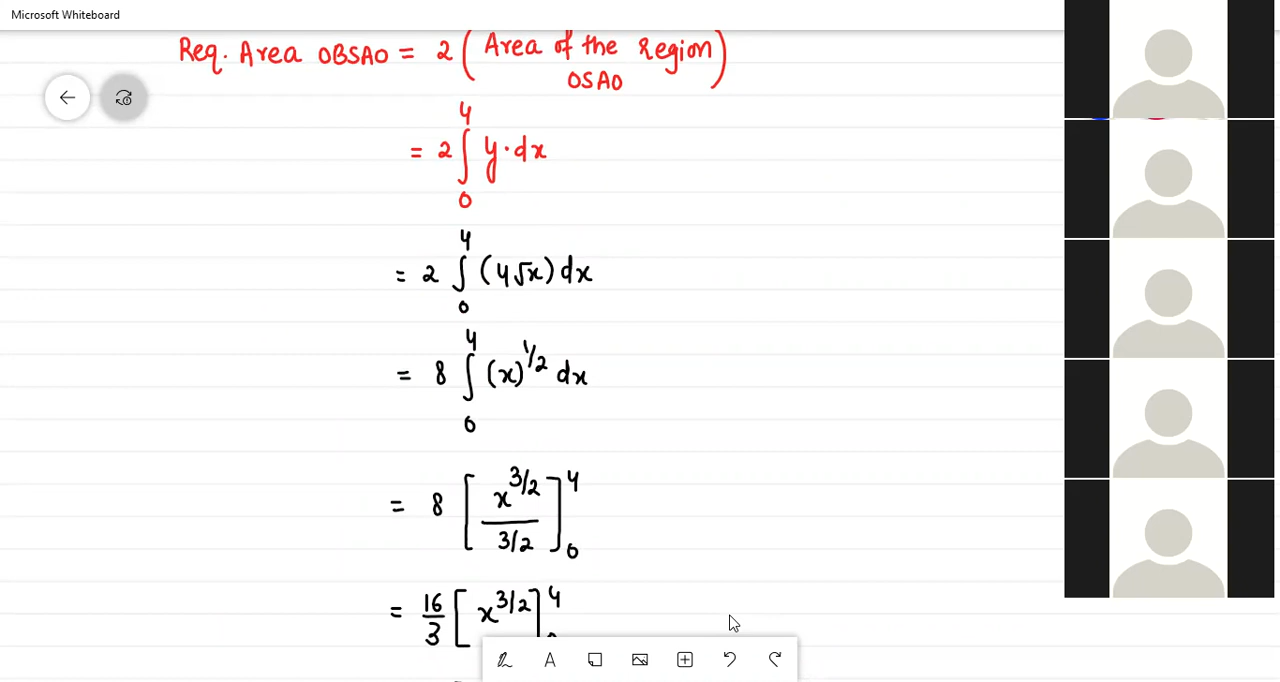 Microsoft Whiteboard
Req. Area OBSAO = 2 ( Area of the Region OSAO )
= 2 ∫₀⁴ y·dx
= 2 ∫₀⁴ (4√x) dx
= 8 ∫₀⁴ (x)^1/2 dx
= 8 [ x^3/2 / 3/2 ]₀⁴
= 16/3 [ x^3/2 ]⁴
A